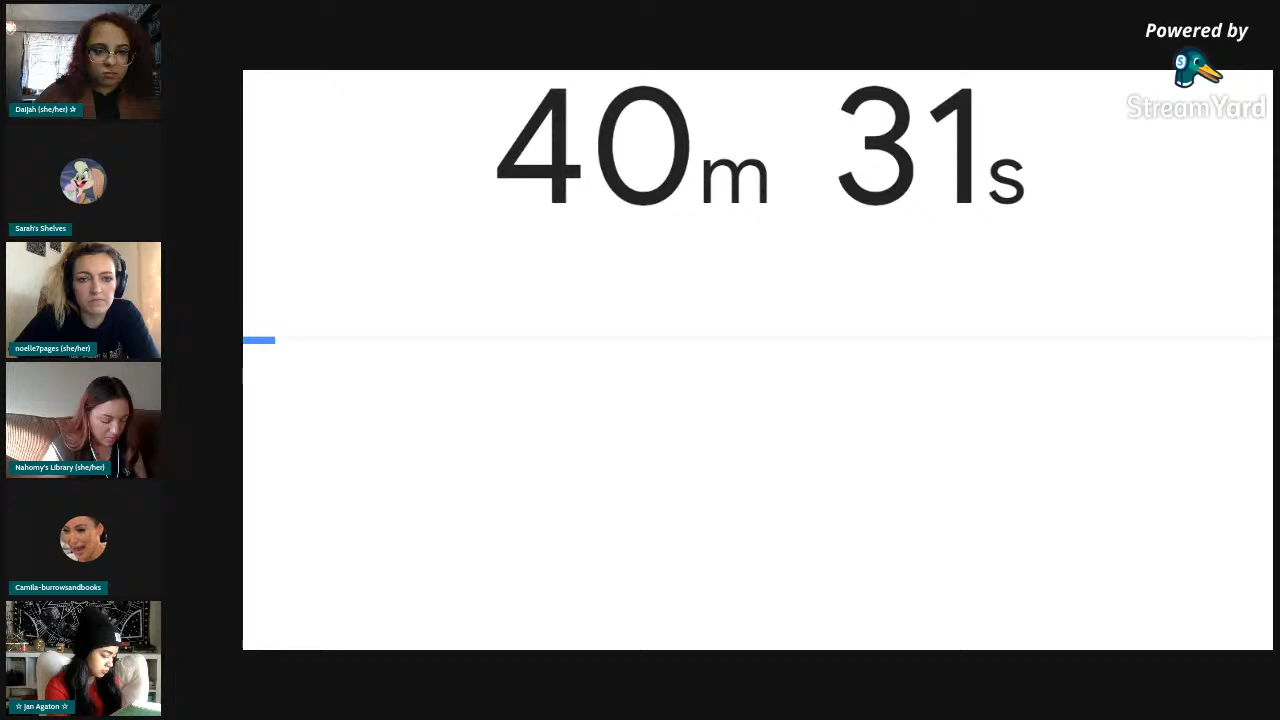 Powered by
StreamYard
40m 31s
Daijah (she/her) ☆
Sarah's Shelves
noelle7pages (she/her)
Nahomy's Library (she/her)
Camila-burrowsandbooks
☆ Jan Agaton ☆